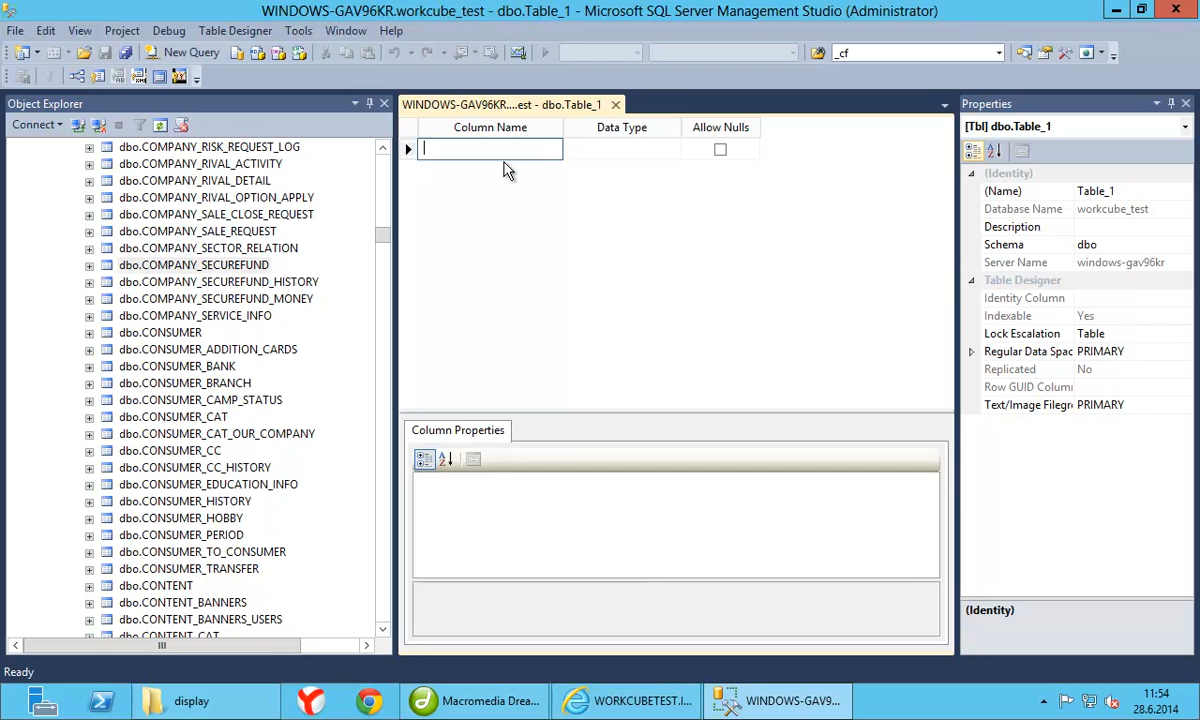 WINDOWS-GAV96KR.workcube_test - dbo.Table_1 - Microsoft SQL Server Management Studio (Administrator)
File Edit View Project Debug Table Designer Tools Window Help
New Query
_cf
Object Explorer
Connect
dbo.COMPANY_RISK_REQUEST_LOG
dbo.COMPANY_RIVAL_ACTIVITY
dbo.COMPANY_RIVAL_DETAIL
dbo.COMPANY_RIVAL_OPTION_APPLY
dbo.COMPANY_SALE_CLOSE_REQUEST
dbo.COMPANY_SALE_REQUEST
dbo.COMPANY_SECTOR_RELATION
dbo.COMPANY_SECUREFUND
dbo.COMPANY_SECUREFUND_HISTORY
dbo.COMPANY_SECUREFUND_MONEY
dbo.COMPANY_SERVICE_INFO
dbo.CONSUMER
dbo.CONSUMER_ADDITION_CARDS
dbo.CONSUMER_BANK
dbo.CONSUMER_BRANCH
dbo.CONSUMER_CAMP_STATUS
dbo.CONSUMER_CAT
dbo.CONSUMER_CAT_OUR_COMPANY
dbo.CONSUMER_CC
dbo.CONSUMER_CC_HISTORY
dbo.CONSUMER_EDUCATION_INFO
dbo.CONSUMER_HISTORY
dbo.CONSUMER_HOBBY
dbo.CONSUMER_PERIOD
dbo.CONSUMER_TO_CONSUMER
dbo.CONSUMER_TRANSFER
dbo.CONTENT
dbo.CONTENT_BANNERS
dbo.CONTENT_BANNERS_USERS
dbo.CONTENT_CAT
WINDOWS-GAV96KR....est - dbo.Table_1
Column Name Data Type Allow Nulls
Column Properties
Properties
[Tbl] dbo.Table_1
(Identity)
(Name) Table_1
Database Name workcube_test
Description
Schema dbo
Server Name windows-gav96kr
Table Designer
Identity Column
Indexable Yes
Lock Escalation Table
Regular Data Spac PRIMARY
Replicated No
Row GUID Column
Text/Image Filegr PRIMARY
(Identity)
Ready
display
Macromedia Drea...
WORKCUBETEST.I...
WINDOWS-GAV9...
11:54
28.6.2014